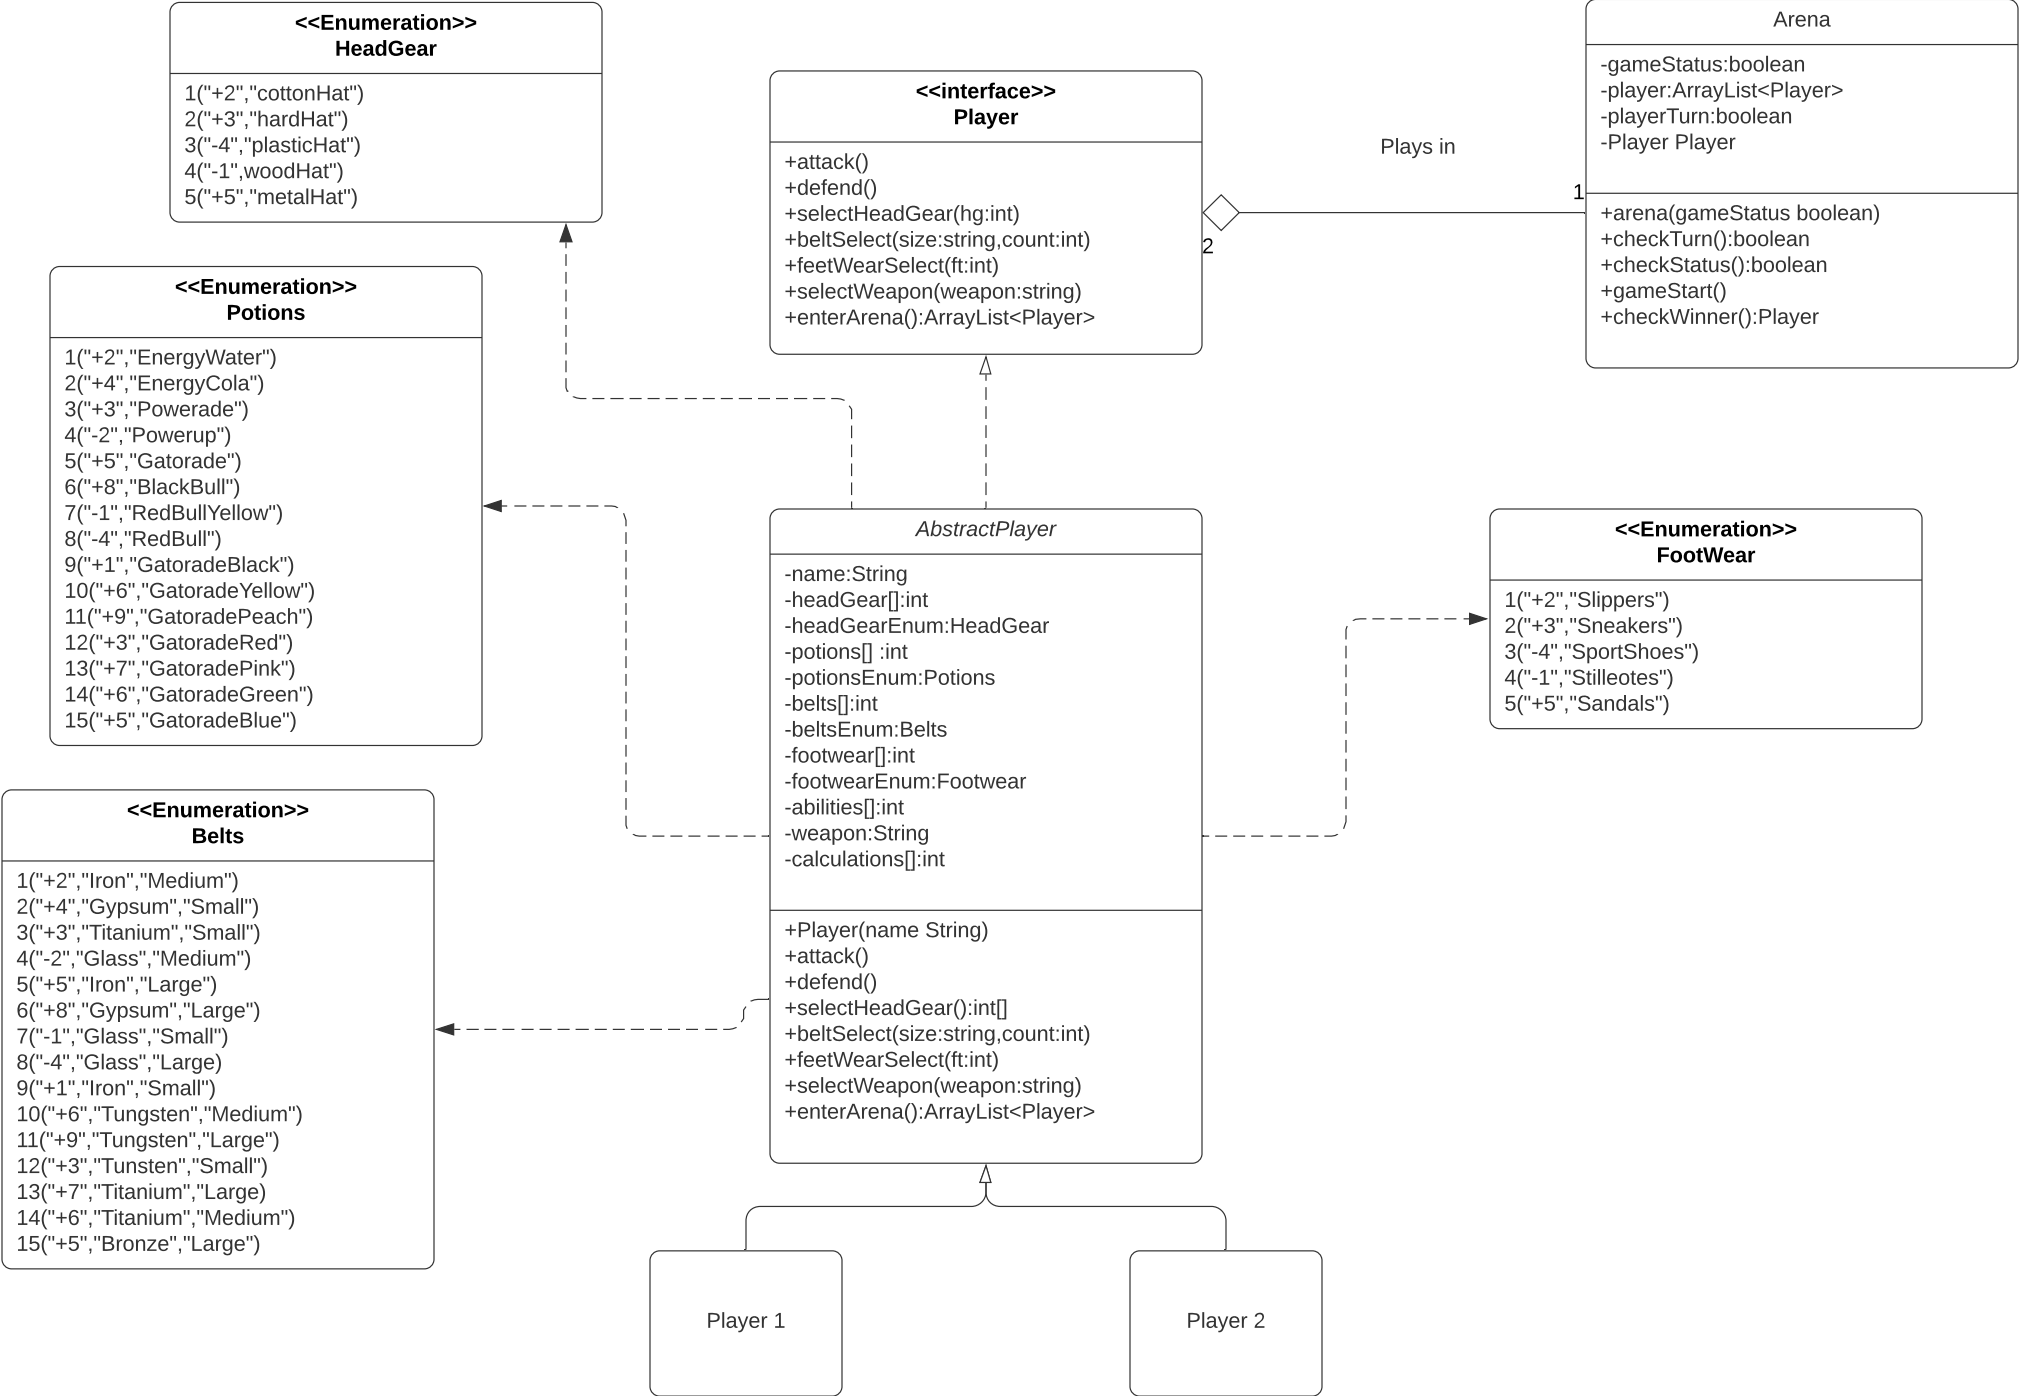 <<Enumeration>>
HeadGear
1("+2","cottonHat")
2("+3","hardHat")
3("-4","plasticHat")
4("-1",woodHat")
5("+5","metalHat")
<<Enumeration>>
Potions
1("+2","EnergyWater")
2("+4","EnergyCola")
3("+3","Powerade")
4("-2","Powerup")
5("+5","Gatorade")
6("+8","BlackBull")
7("-1","RedBullYellow")
8("-4","RedBull")
9("+1","GatoradeBlack")
10("+6","GatoradeYellow")
11("+9","GatoradePeach")
12("+3","GatoradeRed")
13("+7","GatoradePink")
14("+6","GatoradeGreen")
15("+5","GatoradeBlue")
<<Enumeration>>
Belts
1("+2","Iron","Medium")
2("+4","Gypsum","Small")
3("+3","Titanium","Small")
4("-2","Glass","Medium")
5("+5","Iron","Large")
6("+8","Gypsum","Large")
7("-1","Glass","Small")
8("-4","Glass","Large)
9("+1","Iron","Small")
10("+6","Tungsten","Medium")
11("+9","Tungsten","Large")
12("+3","Tunsten","Small")
13("+7","Titanium","Large)
14("+6","Titanium","Medium")
15("+5","Bronze","Large")
<<interface>>
Player
+attack()
+defend()
+selectHeadGear(hg:int)
+beltSelect(size:string,count:int)
+feetWearSelect(ft:int)
+selectWeapon(weapon:string)
+enterArena():ArrayList<Player>
Plays in
1
2
Arena
-gameStatus:boolean
-player:ArrayList<Player>
-playerTurn:boolean
-Player Player
+arena(gameStatus boolean)
+checkTurn():boolean
+checkStatus():boolean
+gameStart()
+checkWinner():Player
AbstractPlayer
-name:String
-headGear[]:int
-headGearEnum:HeadGear
-potions[] :int
-potionsEnum:Potions
-belts[]:int
-beltsEnum:Belts
-footwear[]:int
-footwearEnum:Footwear
-abilities[]:int
-weapon:String
-calculations[]:int
+Player(name String)
+attack()
+defend()
+selectHeadGear():int[]
+beltSelect(size:string,count:int)
+feetWearSelect(ft:int)
+selectWeapon(weapon:string)
+enterArena():ArrayList<Player>
<<Enumeration>>
FootWear
1("+2","Slippers")
2("+3","Sneakers")
3("-4","SportShoes")
4("-1","Stilleotes")
5("+5","Sandals")
Player 1
Player 2